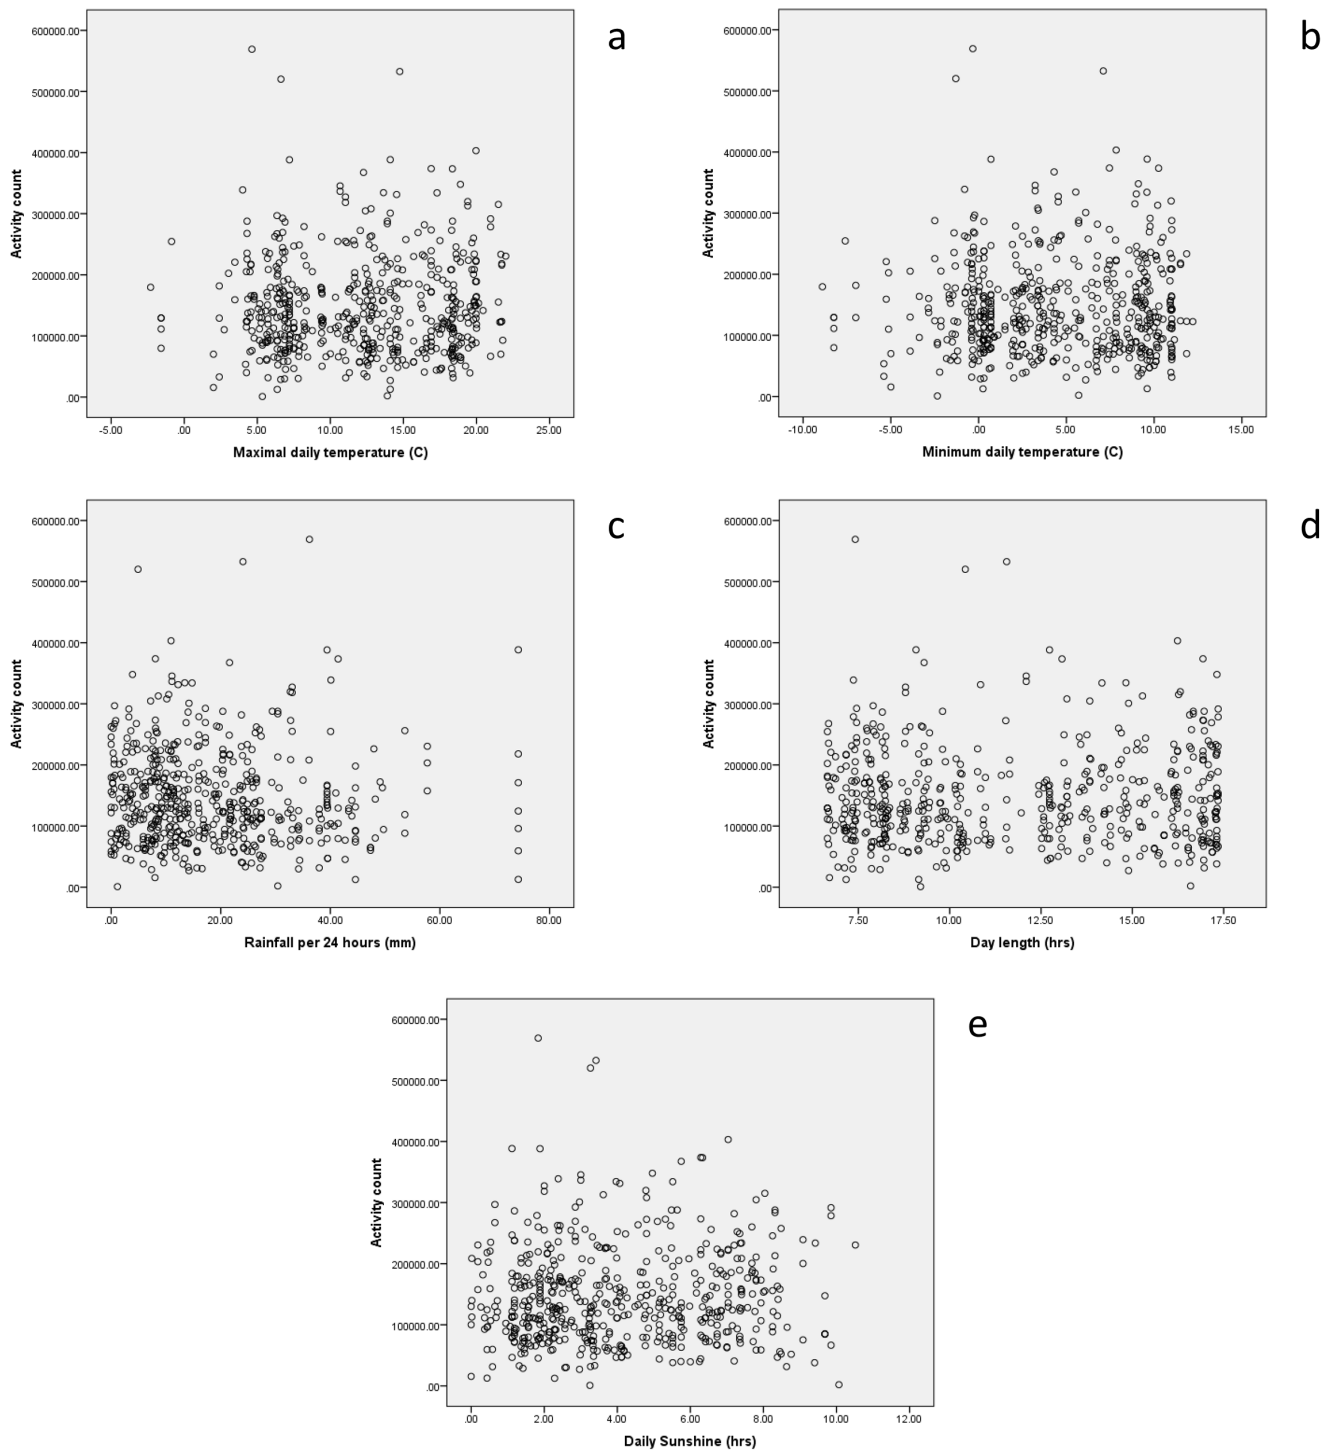 a
600000.00
500000.00
400000.00
300000.00
200000.00
100000.00
.00
Activity count
-5.00 .00 5.00 10.00 15.00 20.00 25.00
Maximal daily temperature (C)
b
600000.00
500000.00
400000.00
300000.00
200000.00
100000.00
.00
Activity count
-10.00 -5.00 .00 5.00 10.00 15.00
Minimum daily temperature (C)
c
600000.00
500000.00
400000.00
300000.00
200000.00
100000.00
.00
Activity count
.00 20.00 40.00 60.00 80.00
Rainfall per 24 hours (mm)
d
600000.00
500000.00
400000.00
300000.00
200000.00
100000.00
.00
Activity count
7.50 10.00 12.50 15.00 17.50
Day length (hrs)
e
600000.00
500000.00
400000.00
300000.00
200000.00
100000.00
.00
Activity count
.00 2.00 4.00 6.00 8.00 10.00 12.00
Daily Sunshine (hrs)